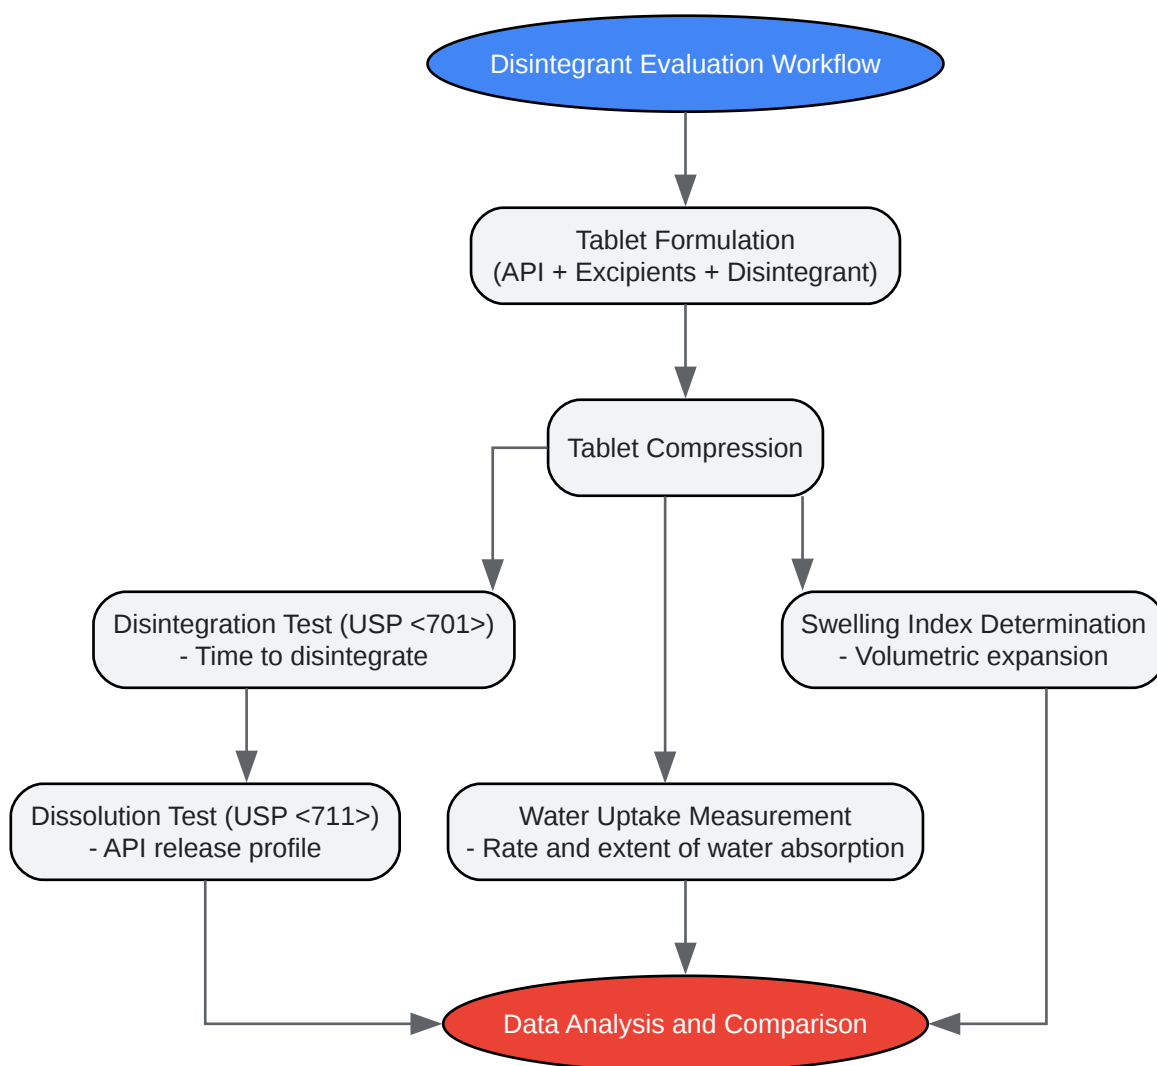 Disintegrant Evaluation Workflow
Tablet Formulation
(API + Excipients + Disintegrant)
Tablet Compression
Disintegration Test (USP <701>)
- Time to disintegrate
Swelling Index Determination
- Volumetric expansion
Dissolution Test (USP <711>)
- API release profile
Water Uptake Measurement
- Rate and extent of water absorption
Data Analysis and Comparison